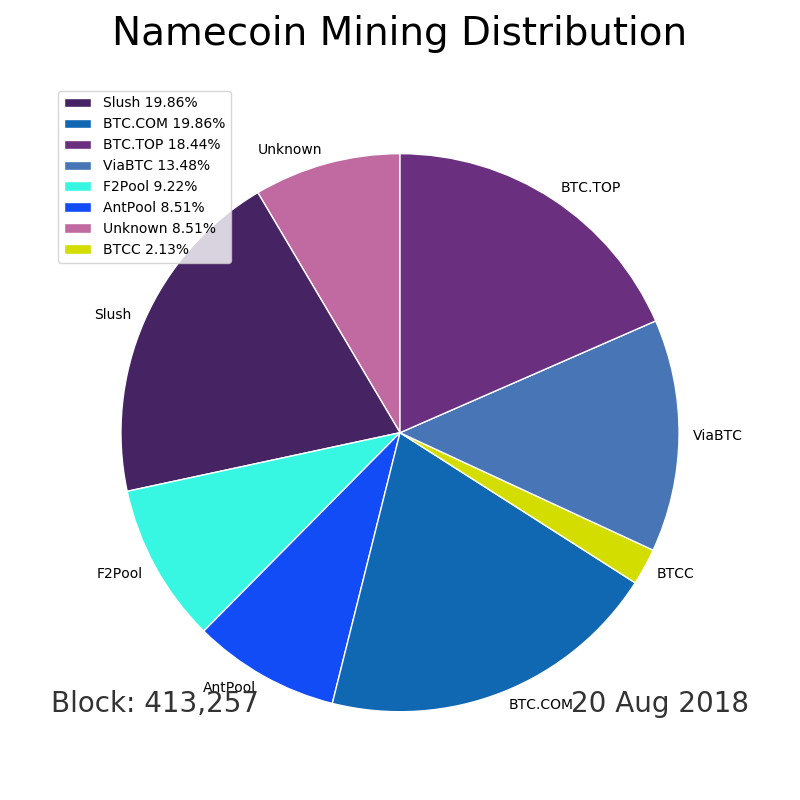 Namecoin Mining Distribution
Slush 19.86%
BTC.COM 19.86%
BTC.TOP 18.44%
ViaBTC 13.48%
F2Pool 9.22%
AntPool 8.51%
Unknown 8.51%
BTCC 2.13%
Unknown
BTC.TOP
Slush
ViaBTC
F2Pool
BTCC
AntPool
BTC.COM
Block: 413,257
20 Aug 2018